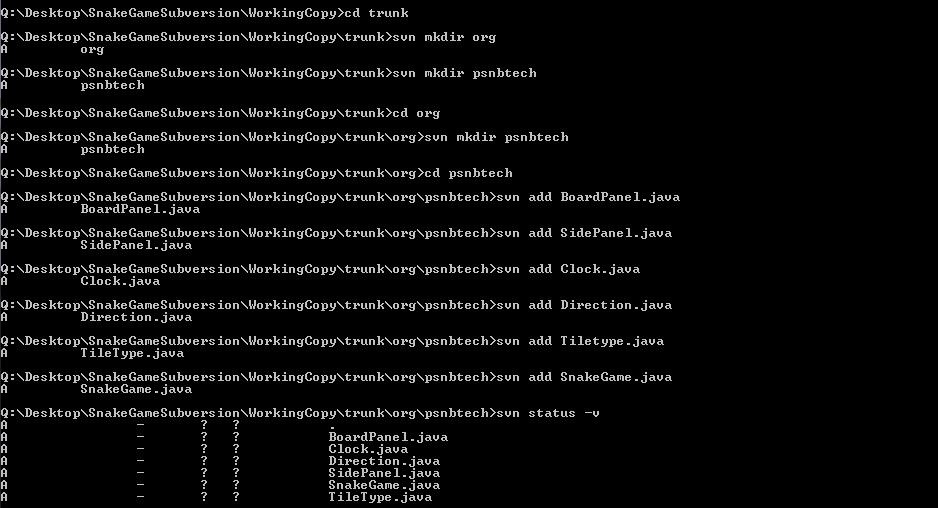 Q:\Desktop\SnakeGameSubversion\WorkingCopy>cd trunk
Q:\Desktop\SnakeGameSubversion\WorkingCopy\trunk>svn mkdir org
A         org
Q:\Desktop\SnakeGameSubversion\WorkingCopy\trunk>svn mkdir psnbtech
A         psnbtech
Q:\Desktop\SnakeGameSubversion\WorkingCopy\trunk>cd org
Q:\Desktop\SnakeGameSubversion\WorkingCopy\trunk\org>svn mkdir psnbtech
A         psnbtech
Q:\Desktop\SnakeGameSubversion\WorkingCopy\trunk\org>cd psnbtech
Q:\Desktop\SnakeGameSubversion\WorkingCopy\trunk\org\psnbtech>svn add BoardPanel.java
A         BoardPanel.java
Q:\Desktop\SnakeGameSubversion\WorkingCopy\trunk\org\psnbtech>svn add SidePanel.java
A         SidePanel.java
Q:\Desktop\SnakeGameSubversion\WorkingCopy\trunk\org\psnbtech>svn add Clock.java
A         Clock.java
Q:\Desktop\SnakeGameSubversion\WorkingCopy\trunk\org\psnbtech>svn add Direction.java
A         Direction.java
Q:\Desktop\SnakeGameSubversion\WorkingCopy\trunk\org\psnbtech>svn add Tiletype.java
A         TileType.java
Q:\Desktop\SnakeGameSubversion\WorkingCopy\trunk\org\psnbtech>svn add SnakeGame.java
A         SnakeGame.java
Q:\Desktop\SnakeGameSubversion\WorkingCopy\trunk\org\psnbtech>svn status -v
A                -       ?   ?           .
A                -       ?   ?           BoardPanel.java
A                -       ?   ?           Clock.java
A                -       ?   ?           Direction.java
A                -       ?   ?           SidePanel.java
A                -       ?   ?           SnakeGame.java
A                -       ?   ?           TileType.java